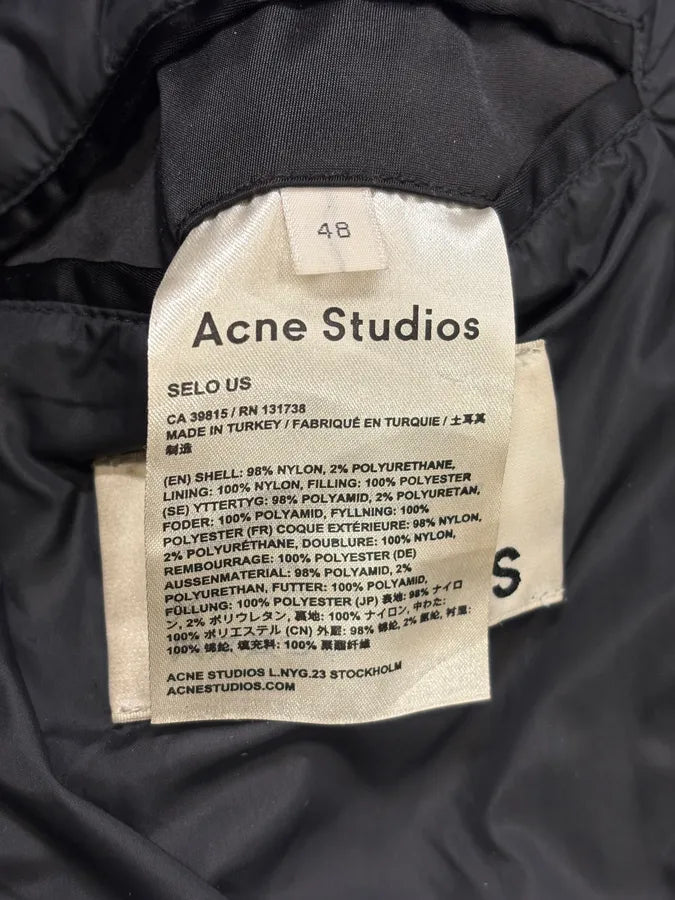 48
Acne Studios
SELO US
CA 39815 / RN 131738
MADE IN TURKEY / FABRIQUÉ EN TURQUIE / 土耳其
制造
(EN) SHELL: 98% NYLON, 2% POLYURETHANE,
LINING: 100% NYLON, FILLING: 100% POLYESTER
(SE) YTTERTYG: 98% POLYAMID, 2% POLYURETAN,
FODER: 100% POLYAMID, FYLLNING: 100%
POLYESTER (FR) COQUE EXTÉRIEURE: 98% NYLON,
2% POLYURÉTHANE, DOUBLURE: 100% NYLON,
REMBOURRAGE: 100% POLYESTER (DE)
AUSSENMATERIAL: 98% POLYAMID, 2%
POLYURETHAN, FUTTER: 100% POLYAMID,
FÜLLUNG: 100% POLYESTER (JP) 表地: 98% ナイロ
ン, 2% ポリウレタン, 裏地: 100% ナイロン, 中わた:
100% ポリエステル (CN) 外蔽: 98% 锦纶, 2% 氨纶, 衬里:
100% 锦纶, 填充料: 100% 聚酯纤维
ACNE STUDIOS L.NYG.23 STOCKHOLM
ACNESTUDIOS.COM
S